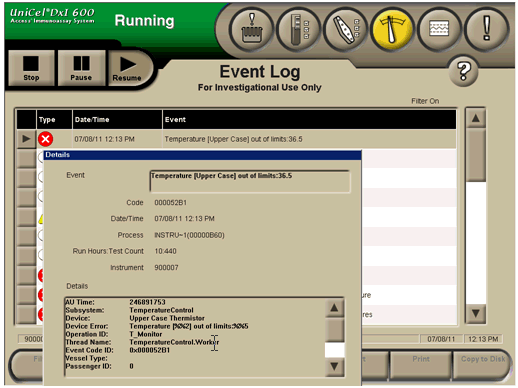 UniCel®DxI 600
Access® Immunoassay System
Running
Stop
Pause
Resume
Event Log
For Investigational Use Only
Filter On
Type Date/Time Event
07/08/11 12:13 PM Temperature [Upper Case] out of limits:36.5
Details
Event Temperature [Upper Case] out of limits:36.5
Code 000052B1
Date/Time 07/08/11 12:13 PM
Process INSTRU~1(00000B60)
Run Hours:Test Count 10:440
Instrument 900007
Details
AU Time: 246891753
Subsystem: TemperatureControl
Device: Upper Case Thermistor
Device Error: Temperature [%%2] out of limits:%%5
Operation ID: T_Monitor
Thread Name: TemperatureControl.Worker
Event Code ID: 0x000052B1
Vessel Type:
Passenger ID: 0
ure
res
9000
07/08/11 12:13 PM
Fil
Print
Copy to Disk